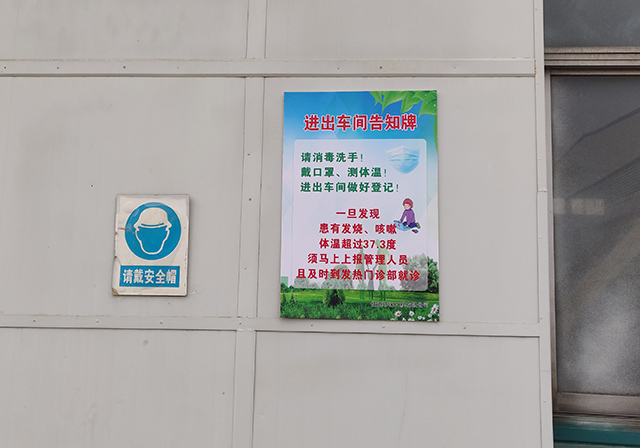 进出车间告知牌
请消毒洗手！
戴口罩、测体温！
进出车间做好登记！
一旦发现
患有发烧、咳嗽
体温超过37.3度
须马上上报管理人员
且及时到发热门诊部就诊
请戴安全帽